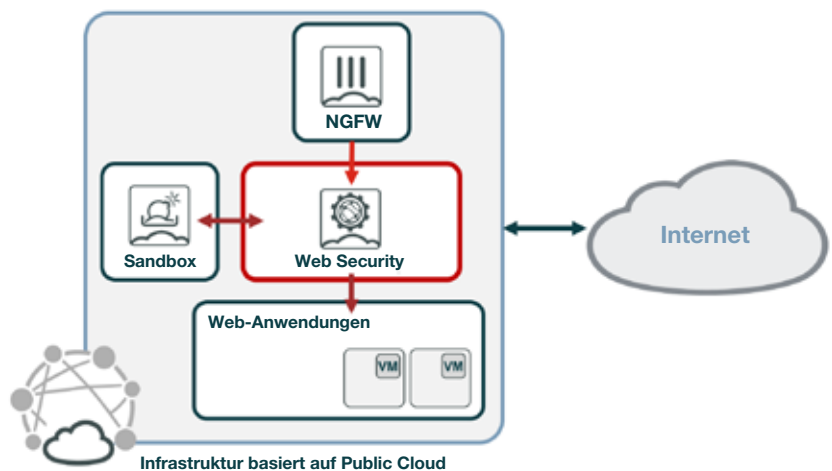 NGFW
Sandbox
Web Security
Internet
Web-Anwendungen
VM
VM
Infrastruktur basiert auf Public Cloud